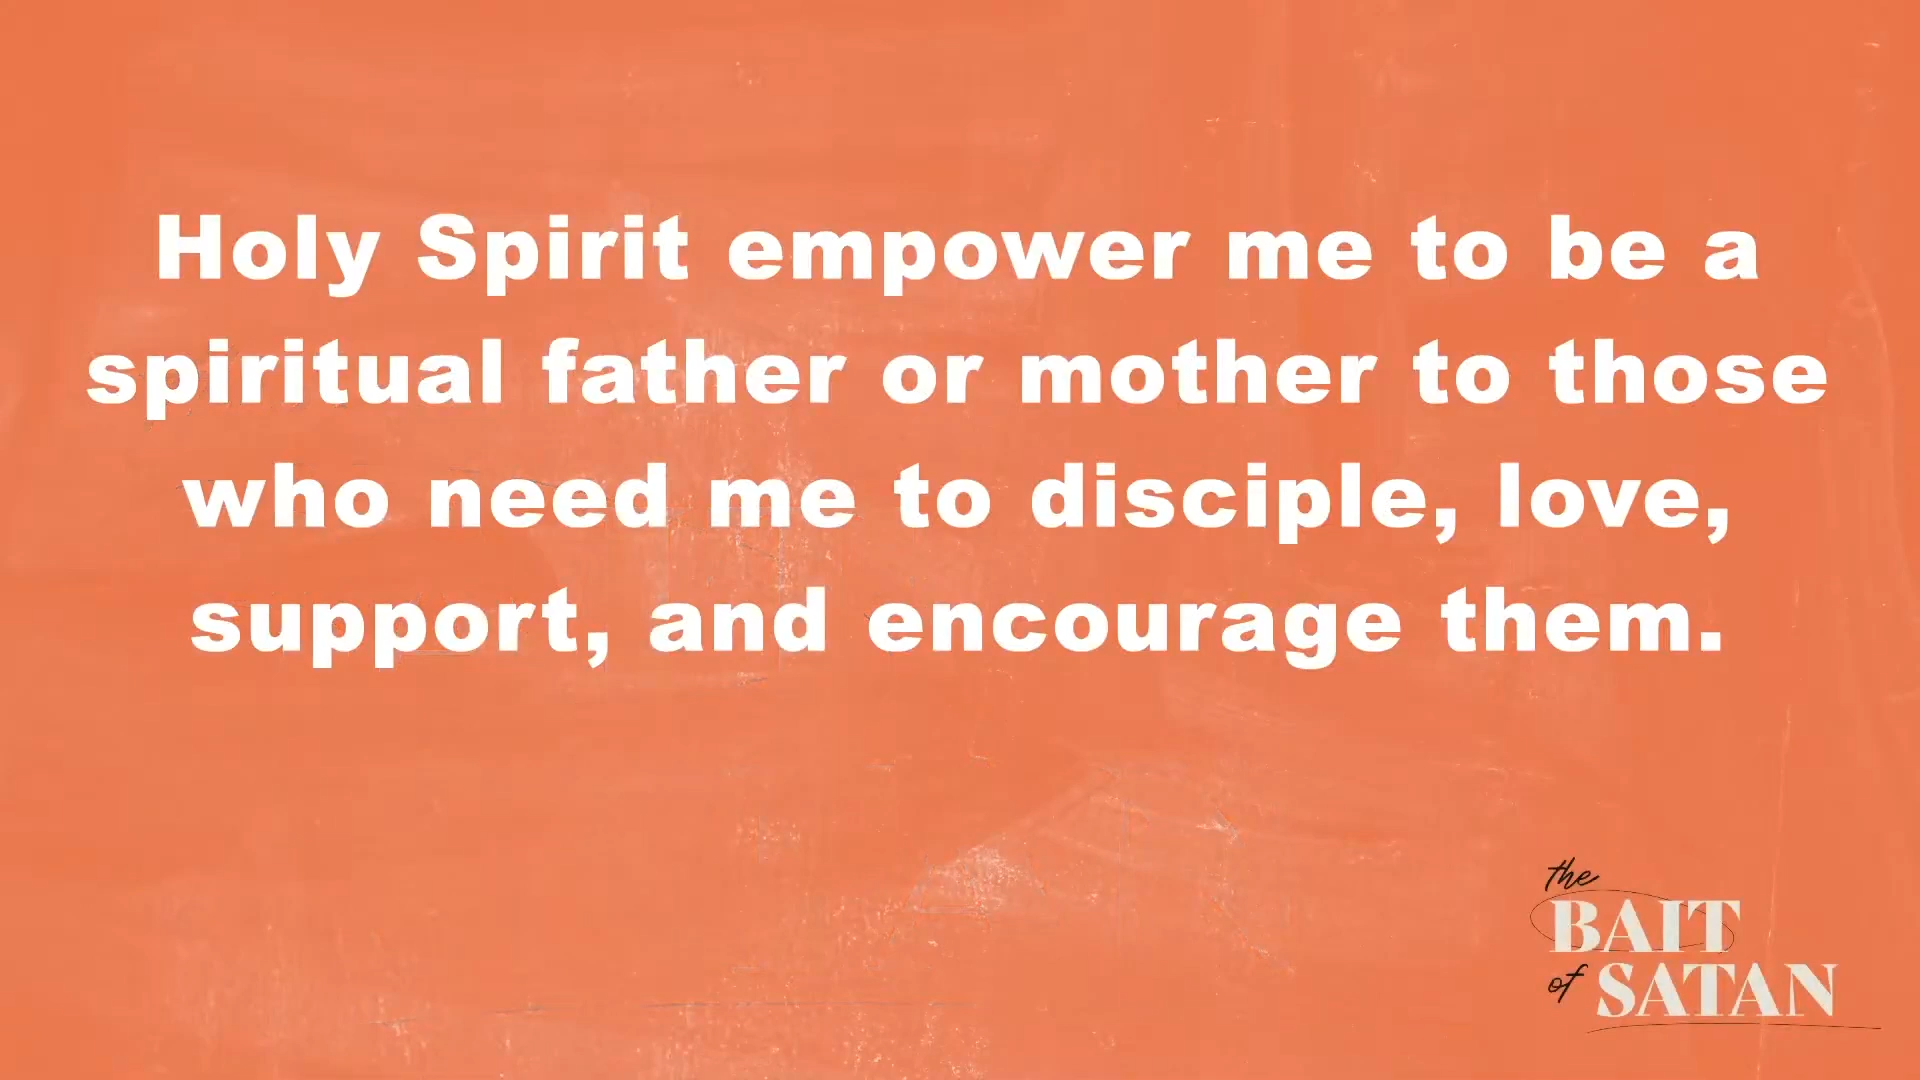 Holy Spirit empower me to be a
spiritual father or mother to those
who need me to disciple, love,
support, and encourage them.
the
BAIT
of SATAN